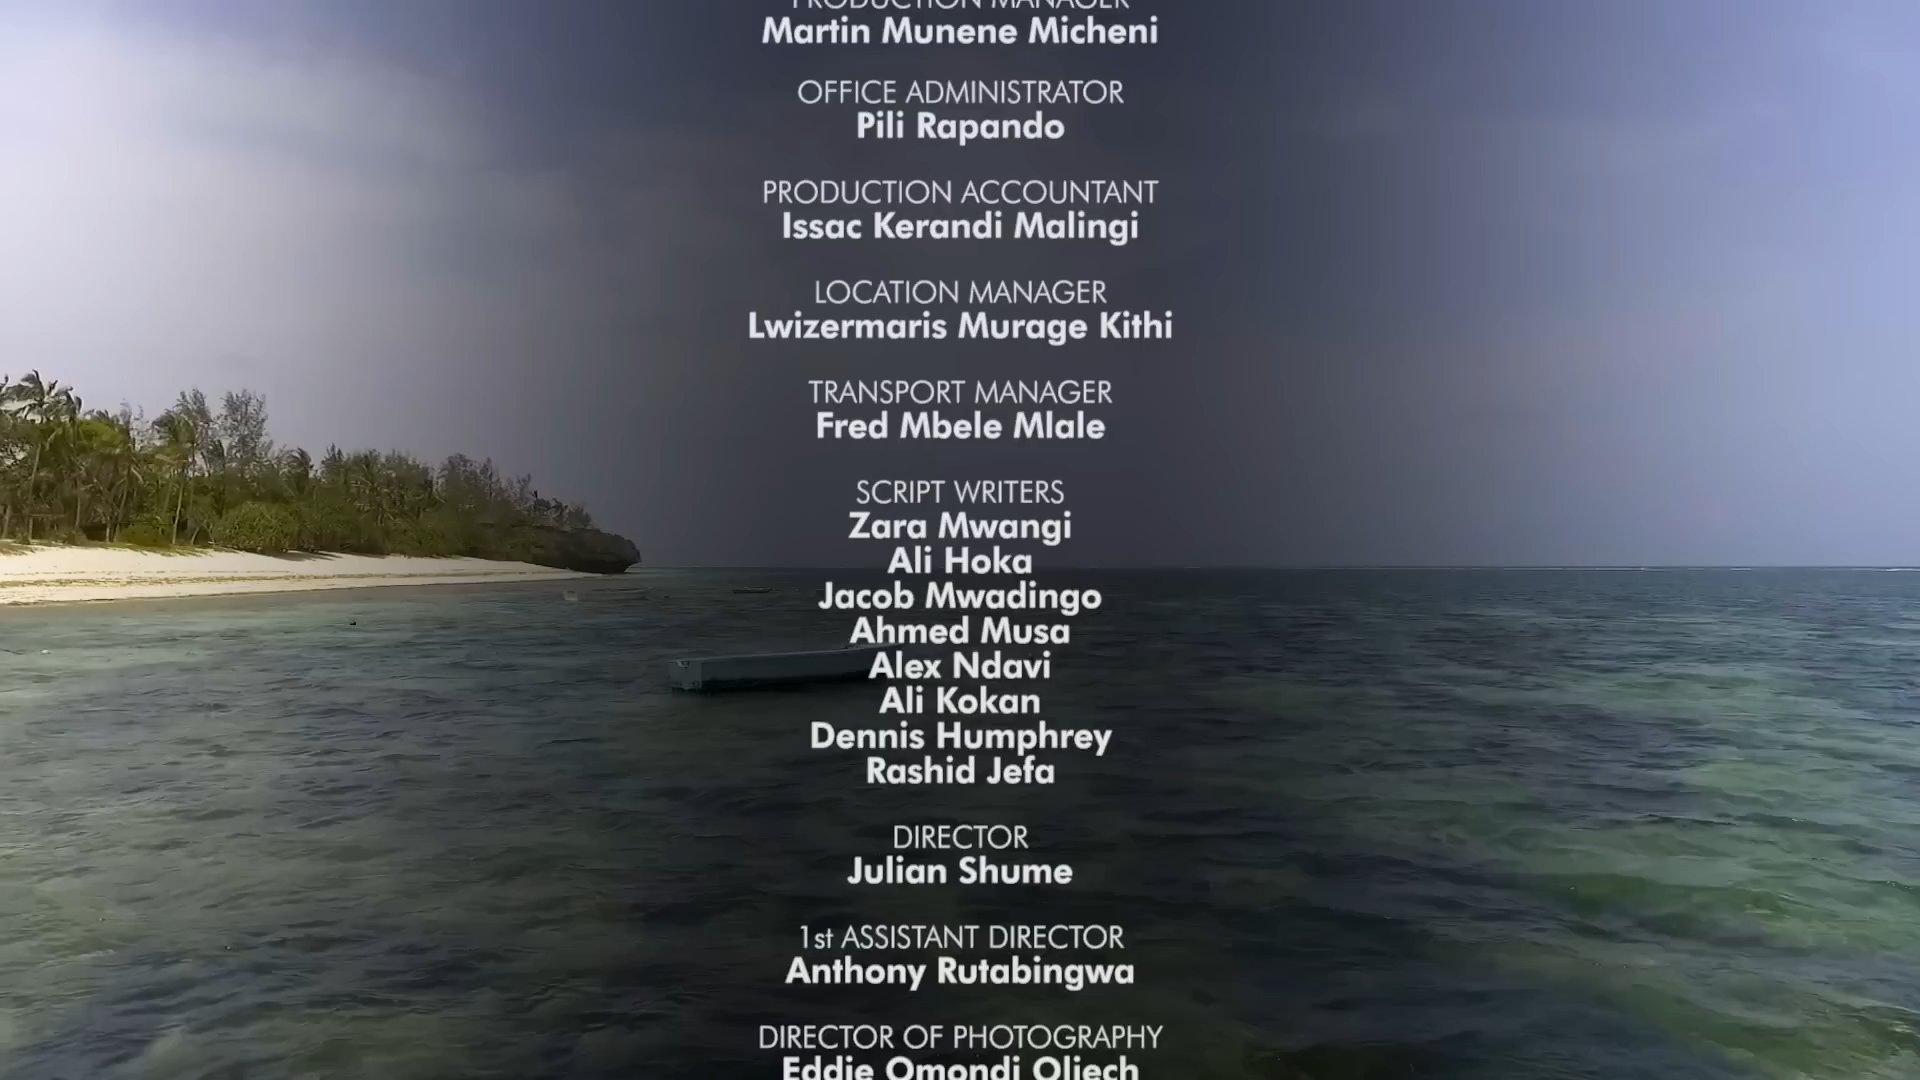 PRODUCTION MANAGER
Martin Munene Micheni
OFFICE ADMINISTRATOR
Pili Rapando
PRODUCTION ACCOUNTANT
Issac Kerandi Malingi
LOCATION MANAGER
Lwizermaris Murage Kithi
TRANSPORT MANAGER
Fred Mbele Mlale
SCRIPT WRITERS
Zara Mwangi
Ali Hoka
Jacob Mwadingo
Ahmed Musa
Alex Ndavi
Ali Kokan
Dennis Humphrey
Rashid Jefa
DIRECTOR
Julian Shume
1st ASSISTANT DIRECTOR
Anthony Rutabingwa
DIRECTOR OF PHOTOGRAPHY
Eddie Omondi Oliech